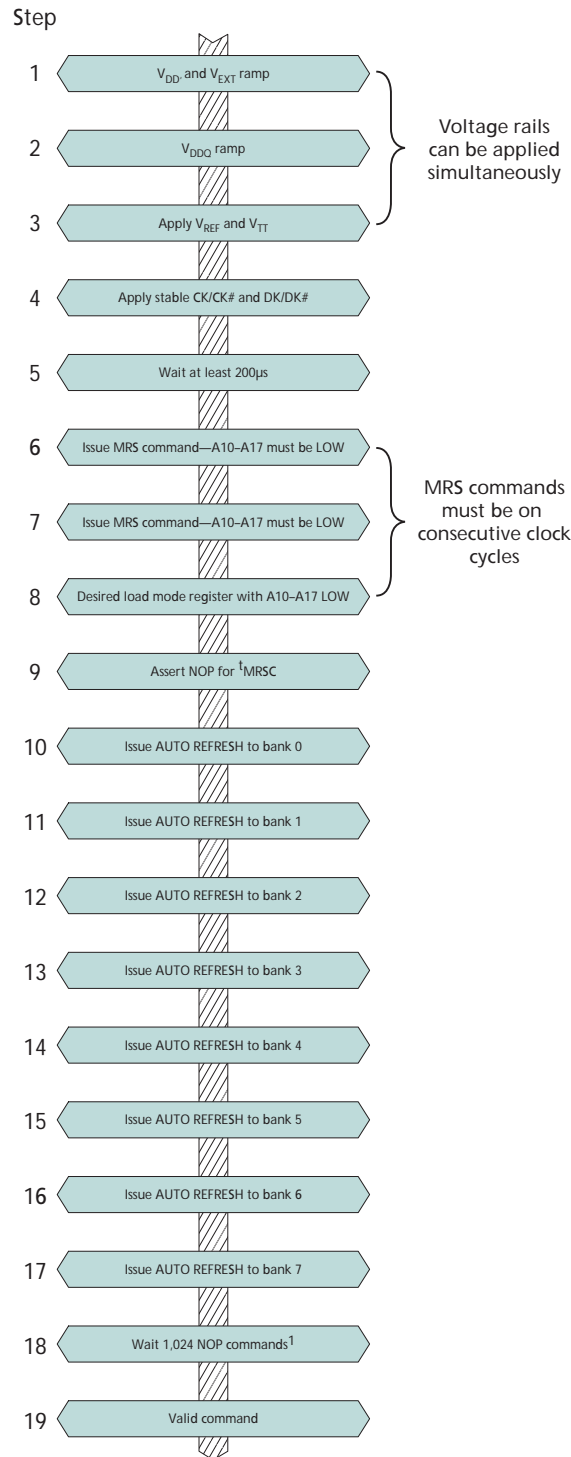 Step
1 V_DD, and V_EXT ramp
2 V_DDQ ramp
3 Apply V_REF and V_TT
Voltage rails
can be applied
simultaneously
4 Apply stable CK/CK# and DK/DK#
5 Wait at least 200μs
6 Issue MRS command—A10–A17 must be LOW
7 Issue MRS command—A10–A17 must be LOW
8 Desired load mode register with A10–A17 LOW
MRS commands
must be on
consecutive clock
cycles
9 Assert NOP for ᵗMRSC
10 Issue AUTO REFRESH to bank 0
11 Issue AUTO REFRESH to bank 1
12 Issue AUTO REFRESH to bank 2
13 Issue AUTO REFRESH to bank 3
14 Issue AUTO REFRESH to bank 4
15 Issue AUTO REFRESH to bank 5
16 Issue AUTO REFRESH to bank 6
17 Issue AUTO REFRESH to bank 7
18 Wait 1,024 NOP commands¹
19 Valid command